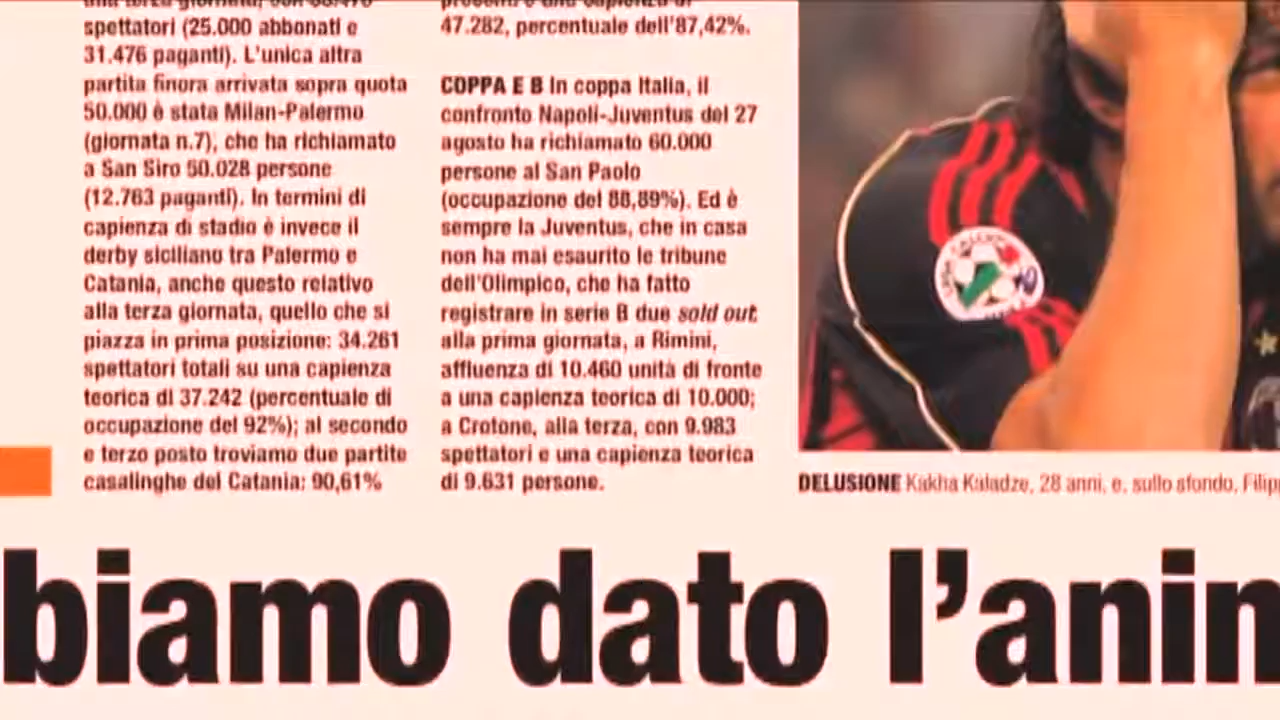 spettatori (25.000 abbonati e
31.476 paganti). L'unica altra
partita finora arrivata sopra quota
50.000 è stata Milan-Palermo
(giornata n.7), che ha richiamato
a San Siro 50.028 persone
(12.763 paganti). In termini di
capienza di stadio è invece il
derby siciliano tra Palermo e
Catania, anche questo relativo
alla terza giornata, quello che si
piazza in prima posizione: 34.261
spettatori totali su una capienza
teorica di 37.242 (percentuale di
occupazione del 92%); al secondo
e terzo posto troviamo due partite
casalinghe del Catania: 90,61%
47.282, percentuale dell'87,42%.
COPPA E B In coppa Italia, il
confronto Napoli-Juventus del 27
agosto ha richiamato 60.000
persone al San Paolo
(occupazione del 88,89%). Ed è
sempre la Juventus, che in casa
non ha mai esaurito le tribune
dell'Olimpico, che ha fatto
registrare in serie B due sold out:
alla prima giornata, a Rimini,
affluenza di 10.460 unità di fronte
a una capienza teorica di 10.000;
a Crotone, alla terza, con 9.983
spettatori e una capienza teorica
di 9.631 persone.
DELUSIONE Kakha Kaladze, 28 anni, e, sullo sfondo, Filipp
biamo dato l'anin